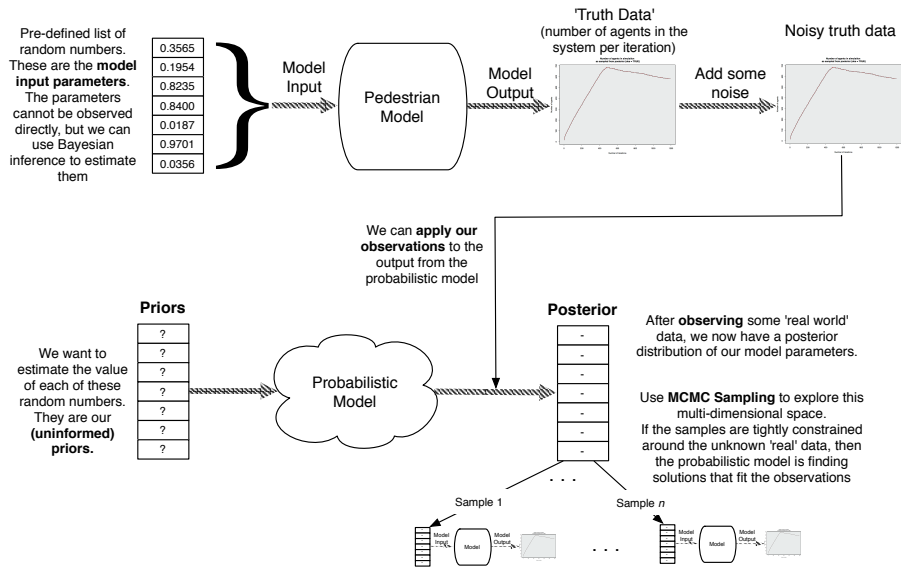 Pre-defined list of
random numbers.
These are the model
input parameters.
The parameters
cannot be observed
directly, but we can
use Bayesian
inference to estimate
them
0.3565
0.1954
0.8235
0.8400
0.0187
0.9701
0.0356
Model
Input
Pedestrian
Model
Model
Output
'Truth Data'
(number of agents in the
system per iteration)
Add some
noise
Noisy truth data
We can apply our
observations to the
output from the
probabilistic model
Priors
?
?
?
?
?
?
?
We want to
estimate the value
of each of these
random numbers.
They are our
(uninformed)
priors.
Probabilistic
Model
Posterior
-
-
-
-
-
-
-
After observing some 'real world'
data, we now have a posterior
distribution of our model parameters.
Use MCMC Sampling to explore this
multi-dimensional space.
If the samples are tightly constrained
around the unknown 'real' data, then
the probabilistic model is finding
solutions that fit the observations
. . .
Sample 1
Sample n
Model
Input
Model
Model
Output
. . .
Model
Input
Model
Model
Output